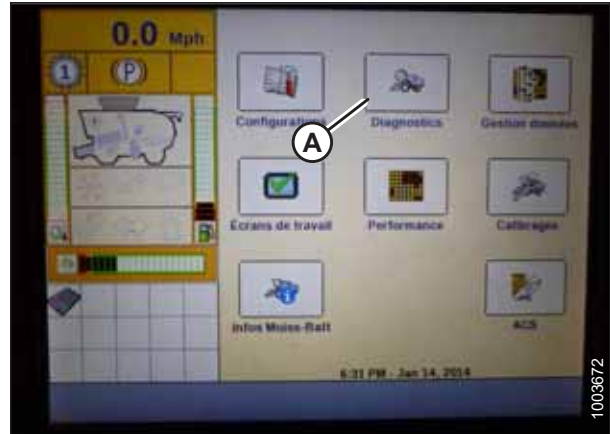 0.0 Mph
1 P
Configurations Diagnostics Gestion données
A
Ecrans de travail Performance Calibrages
Infos Moiss-Batt ACS
6:31 PM - Jan 14, 2014
1003672